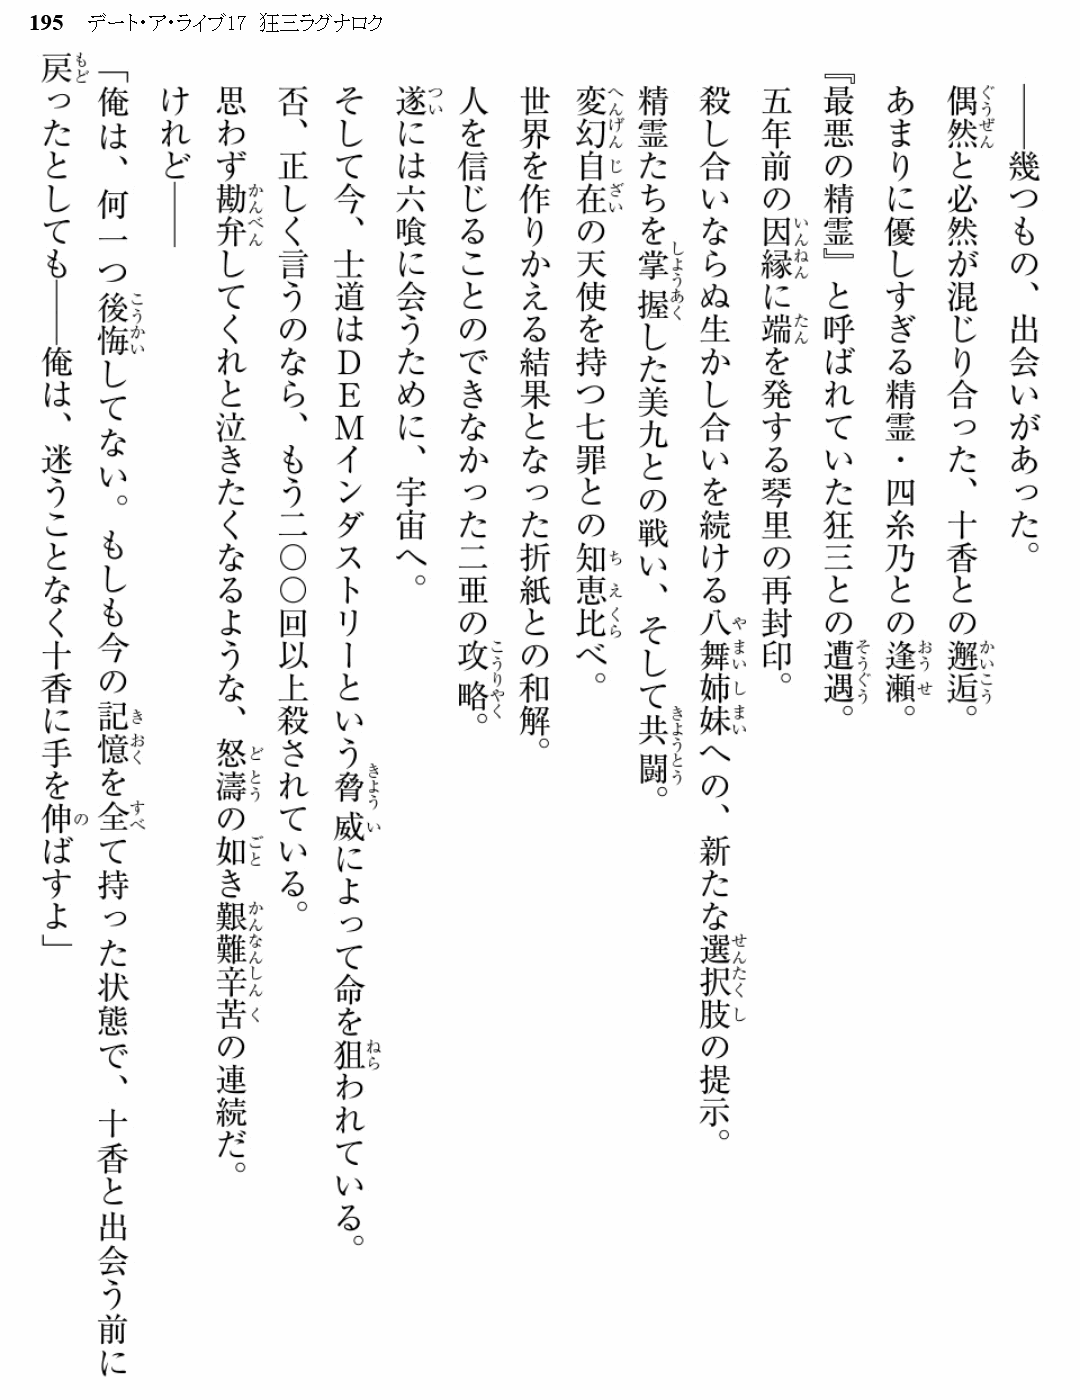 195 デート・ア・ライブ17 狂三ラグナロク
――幾つもの、出会いがあった。
偶然と必然が混じり合った、十香との邂逅。
あまりに優しすぎる精霊・四糸乃との逢瀬。
『最悪の精霊』と呼ばれていた狂三との遭遇。
五年前の因縁に端を発する琴里の再封印。
殺し合いならぬ生かし合いを続ける八舞姉妹への、新たな選択肢の提示。
精霊たちを掌握した美九との戦い、そして共闘。
変幻自在の天使を持つ七罪との知恵比べ。
世界を作りかえる結果となった折紙との和解。
人を信じることのできなかった二亜の攻略。
遂には六喰に会うために、宇宙へ。
そして今、士道はＤＥＭインダストリーという脅威によって命を狙われている。
否、正しく言うのなら、もう二〇〇回以上殺されている。
思わず勘弁してくれと泣きたくなるような、怒濤の如き艱難辛苦の連続だ。
けれど――
「俺は、何一つ後悔してない。もしも今の記憶を全て持った状態で、十香と出会う前に
戻ったとしても――俺は、迷うことなく十香に手を伸ばすよ」